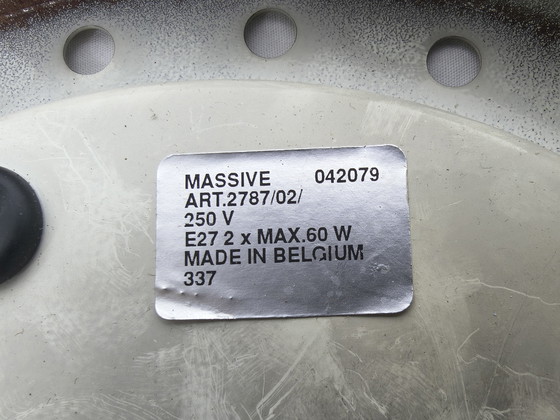 MASSIVE 042079
ART.2787/02/
250 V
E27 2 x MAX.60 W
MADE IN BELGIUM
337